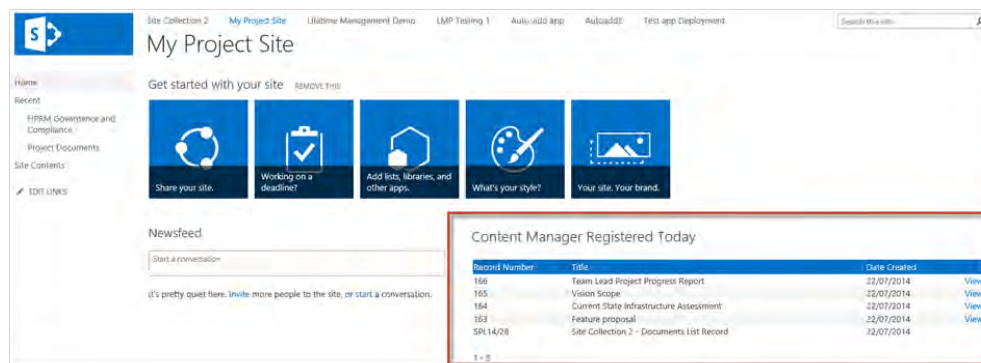 Site Collection 2 My Project Site Lifetime Management Demo LMP Testing 1 Auto-add app Autoadd6 Test app Deployment
Search this site
My Project Site
Home
Recent
HPRM Governance and
Compliance
Project Documents
Site Contents
EDIT LINKS
Get started with your site REMOVE THIS
Share your site.
Working on a
deadline?
Add lists, libraries, and
other apps.
What's your style?
Your site. Your brand.
Newsfeed
Start a conversation
It's pretty quiet here. Invite more people to the site, or start a conversation.
Content Manager Registered Today
Record Number Title Date Created
166 Team Lead Project Progress Report 22/07/2014 View
165 Vision Scope 22/07/2014 View
164 Current State Infrastructure Assessment 22/07/2014 View
163 Feature proposal 22/07/2014 View
SPL14/28 Site Collection 2 - Documents List Record 22/07/2014
1 - 5